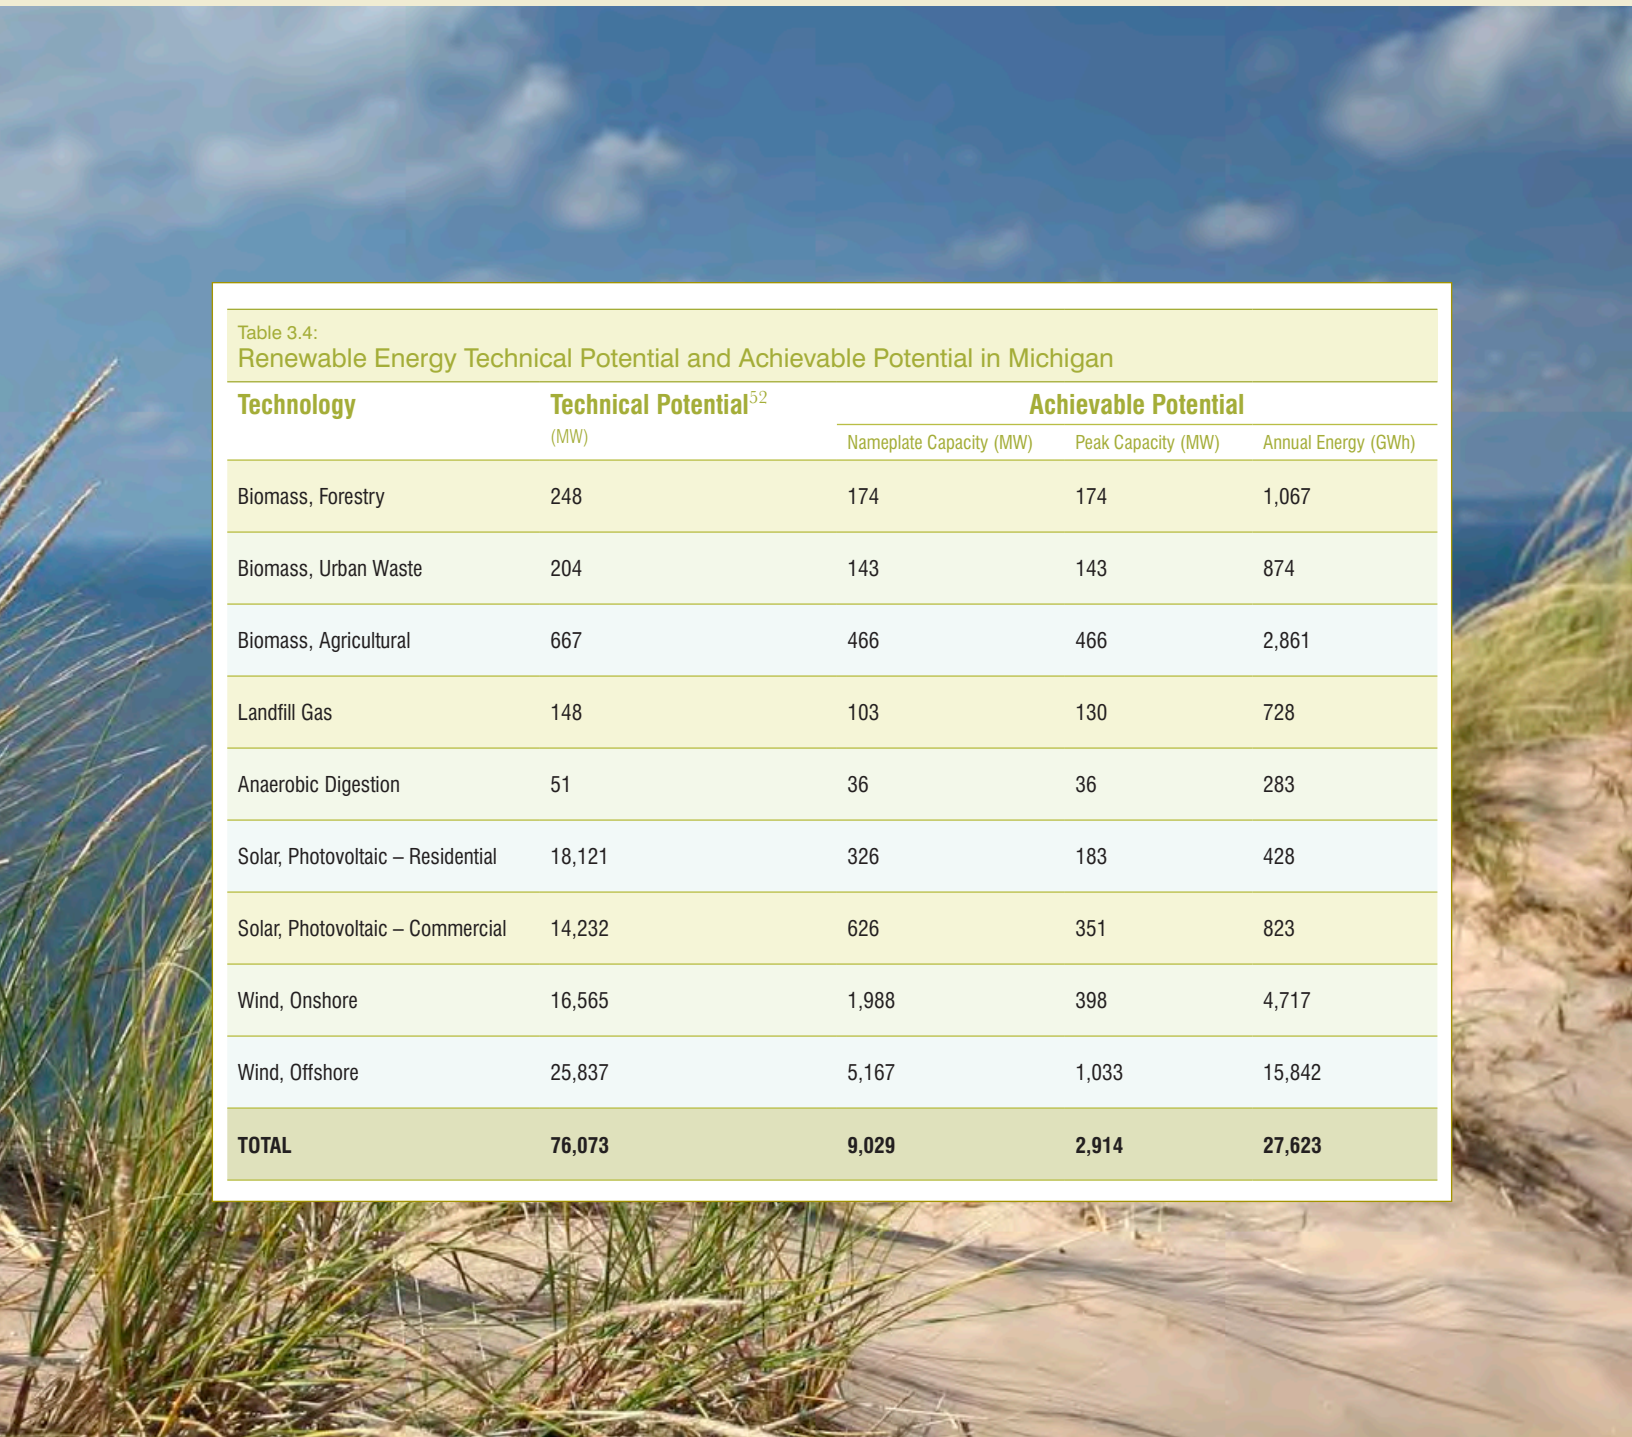 Table 3.4:
Renewable Energy Technical Potential and Achievable Potential in Michigan
Technology Technical Potential52 Achievable Potential
(MW) Nameplate Capacity (MW) Peak Capacity (MW) Annual Energy (GWh)
Biomass, Forestry 248 174 174 1,067
Biomass, Urban Waste 204 143 143 874
Biomass, Agricultural 667 466 466 2,861
Landfill Gas 148 103 130 728
Anaerobic Digestion 51 36 36 283
Solar, Photovoltaic – Residential 18,121 326 183 428
Solar, Photovoltaic – Commercial 14,232 626 351 823
Wind, Onshore 16,565 1,988 398 4,717
Wind, Offshore 25,837 5,167 1,033 15,842
TOTAL 76,073 9,029 2,914 27,623